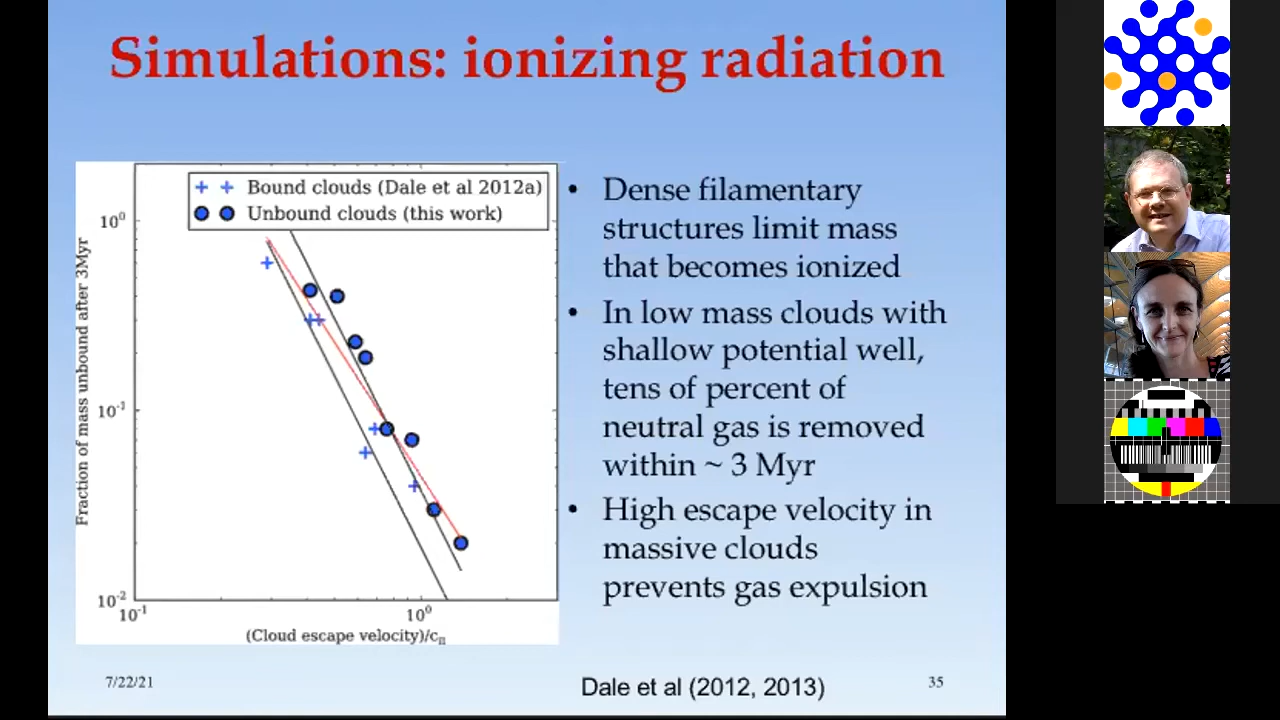 Simulations: ionizing radiation
Bound clouds (Dale et al 2012a)
Unbound clouds (this work)
10⁰
10⁻¹
10⁻²
10⁻¹
10⁰
Fraction of mass unbound after 3Myr
(Cloud escape velocity)/cII
• Dense filamentary
structures limit mass
that becomes ionized
• In low mass clouds with
shallow potential well,
tens of percent of
neutral gas is removed
within ~ 3 Myr
• High escape velocity in
massive clouds
prevents gas expulsion
7/22/21
Dale et al (2012, 2013)
35